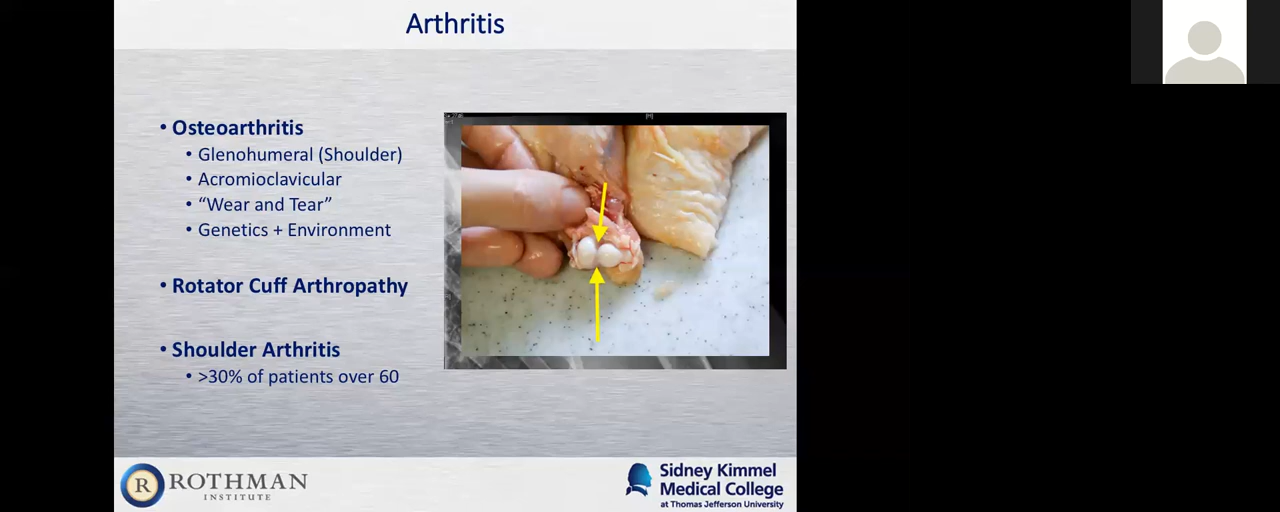 Arthritis
• Osteoarthritis
• Glenohumeral (Shoulder)
• Acromioclavicular
• “Wear and Tear”
• Genetics + Environment
• Rotator Cuff Arthropathy
• Shoulder Arthritis
• >30% of patients over 60
R ROTHMAN
INSTITUTE
Sidney Kimmel
Medical College
at Thomas Jefferson University